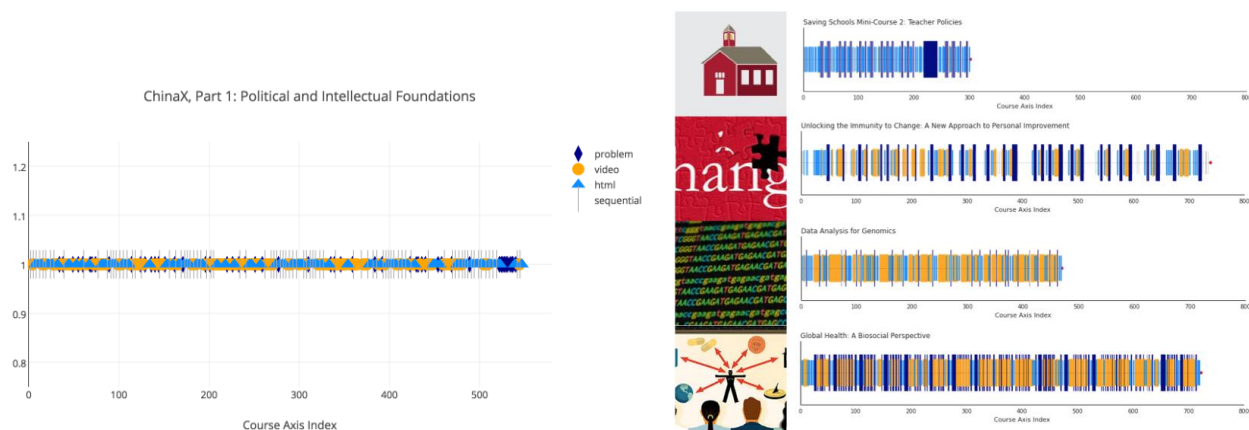 ChinaX, Part 1: Political and Intellectual Foundations
1.2
1.1
1
0.9
0.8
0 100 200 300 400 500
Course Axis Index
problem
video
html
sequential
Saving Schools Mini-Course 2: Teacher Policies
0 100 200 300 400 500 600 700 800
Course Axis Index
hang
Unlocking the Immunity to Change: A New Approach to Personal Improvement
0 100 200 300 400 500 600 700 800
Course Axis Index
Data Analysis for Genomics
0 100 200 300 400 500 600 700 800
Course Axis Index
Global Health: A Biosocial Perspective
0 100 200 300 400 500 600 700 800
Course Axis Index